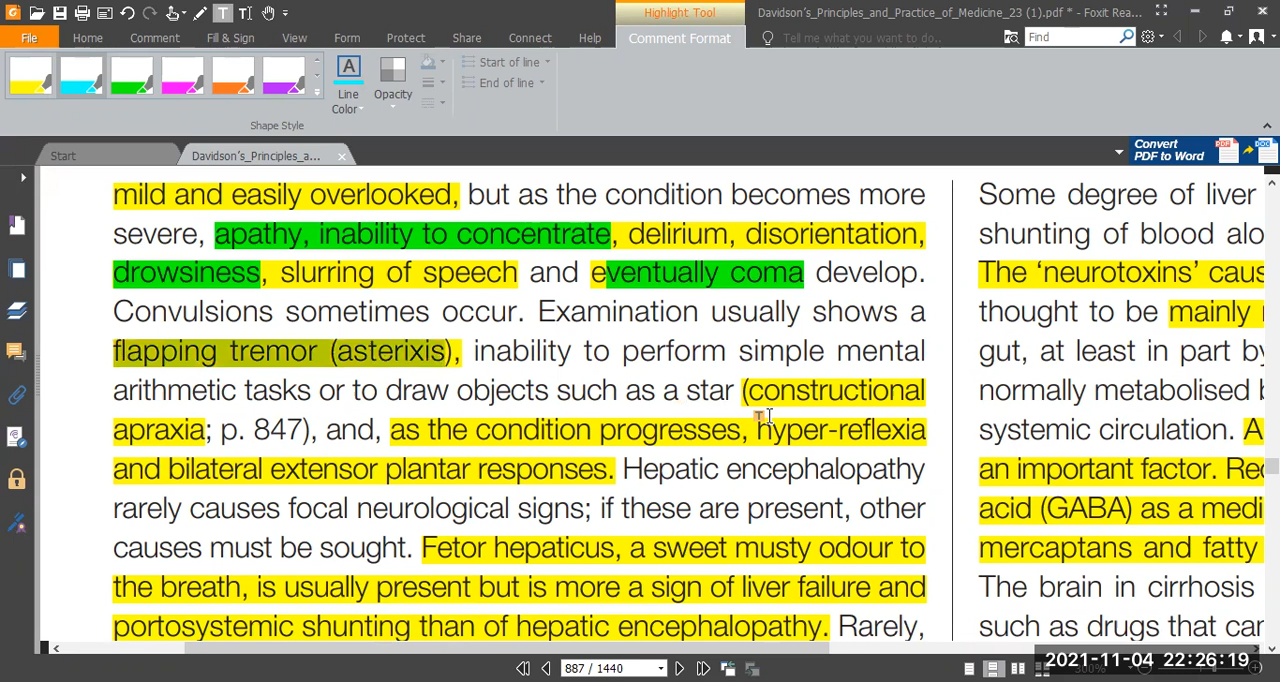 Highlight Tool
Davidson's_Principles_and_Practice_of_Medicine_23 (1).pdf * - Foxit Rea...
File Home Comment Fill & Sign View Form Protect Share Connect Help Comment Format Tell me what you want to do.. Find
Start of line
End of line
Line
Color
Opacity
Shape Style
Start
Davidson's_Principles_a...
Convert
PDF to Word
mild and easily overlooked, but as the condition becomes more
severe, apathy, inability to concentrate, delirium, disorientation,
drowsiness, slurring of speech and eventually coma develop.
Convulsions sometimes occur. Examination usually shows a
flapping tremor (asterixis), inability to perform simple mental
arithmetic tasks or to draw objects such as a star (constructional
apraxia; p. 847), and, as the condition progresses, hyper-reflexia
and bilateral extensor plantar responses. Hepatic encephalopathy
rarely causes focal neurological signs; if these are present, other
causes must be sought. Fetor hepaticus, a sweet musty odour to
the breath, is usually present but is more a sign of liver failure and
portosystemic shunting than of hepatic encephalopathy. Rarely,
Some degree of liver
shunting of blood alo
The 'neurotoxins' caus
thought to be mainly
gut, at least in part by
normally metabolised
systemic circulation. A
an important factor. Rec
acid (GABA) as a medi
mercaptans and fatty
The brain in cirrhosis
such as drugs that can
887 / 1440
2021-11-04 22:26:19